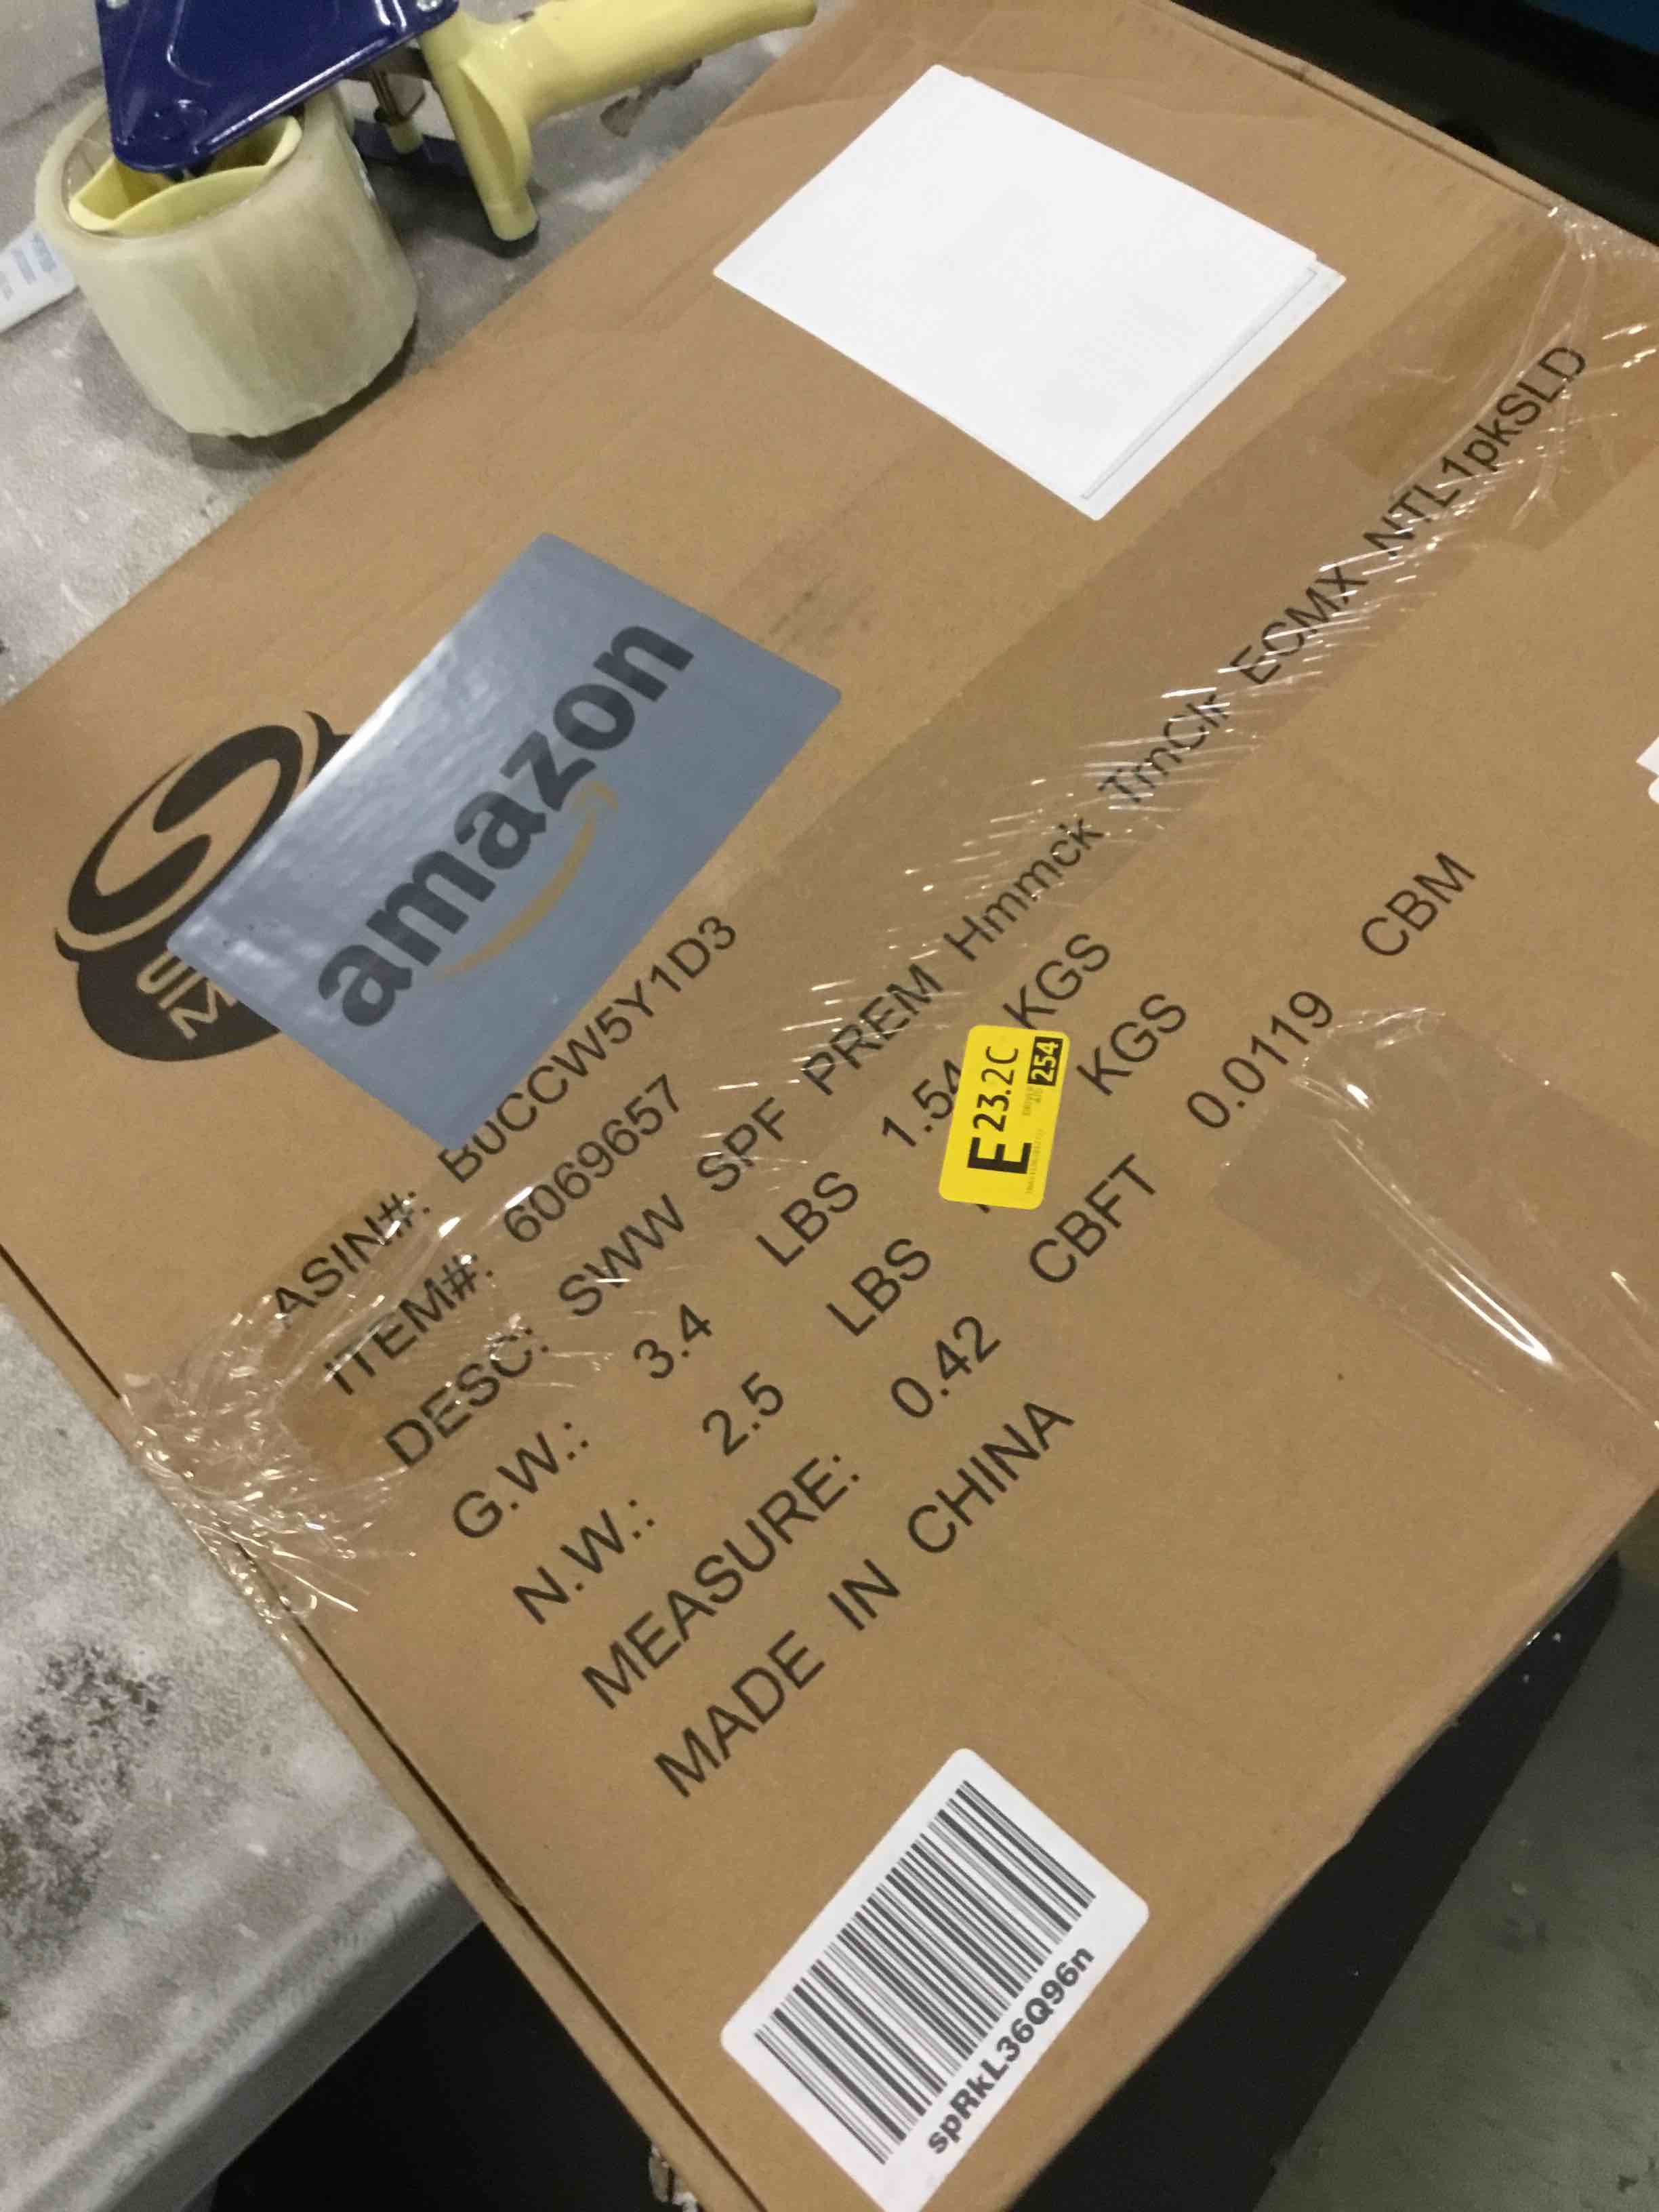 amazon
ASIN#: B0CCW5Y1D3
ITEM#: 6069657
DESC: SWW SPF PREM Hmmck TrnClr ECMX NTL1pkSLD
G.W.: 3.4 LBS 1.54 KGS
N.W.: 2.5 LBS KGS
MEASURE: 0.42 CBFT 0.0119 CBM
MADE IN CHINA
E 23.2C
254
spRkL36Q96n